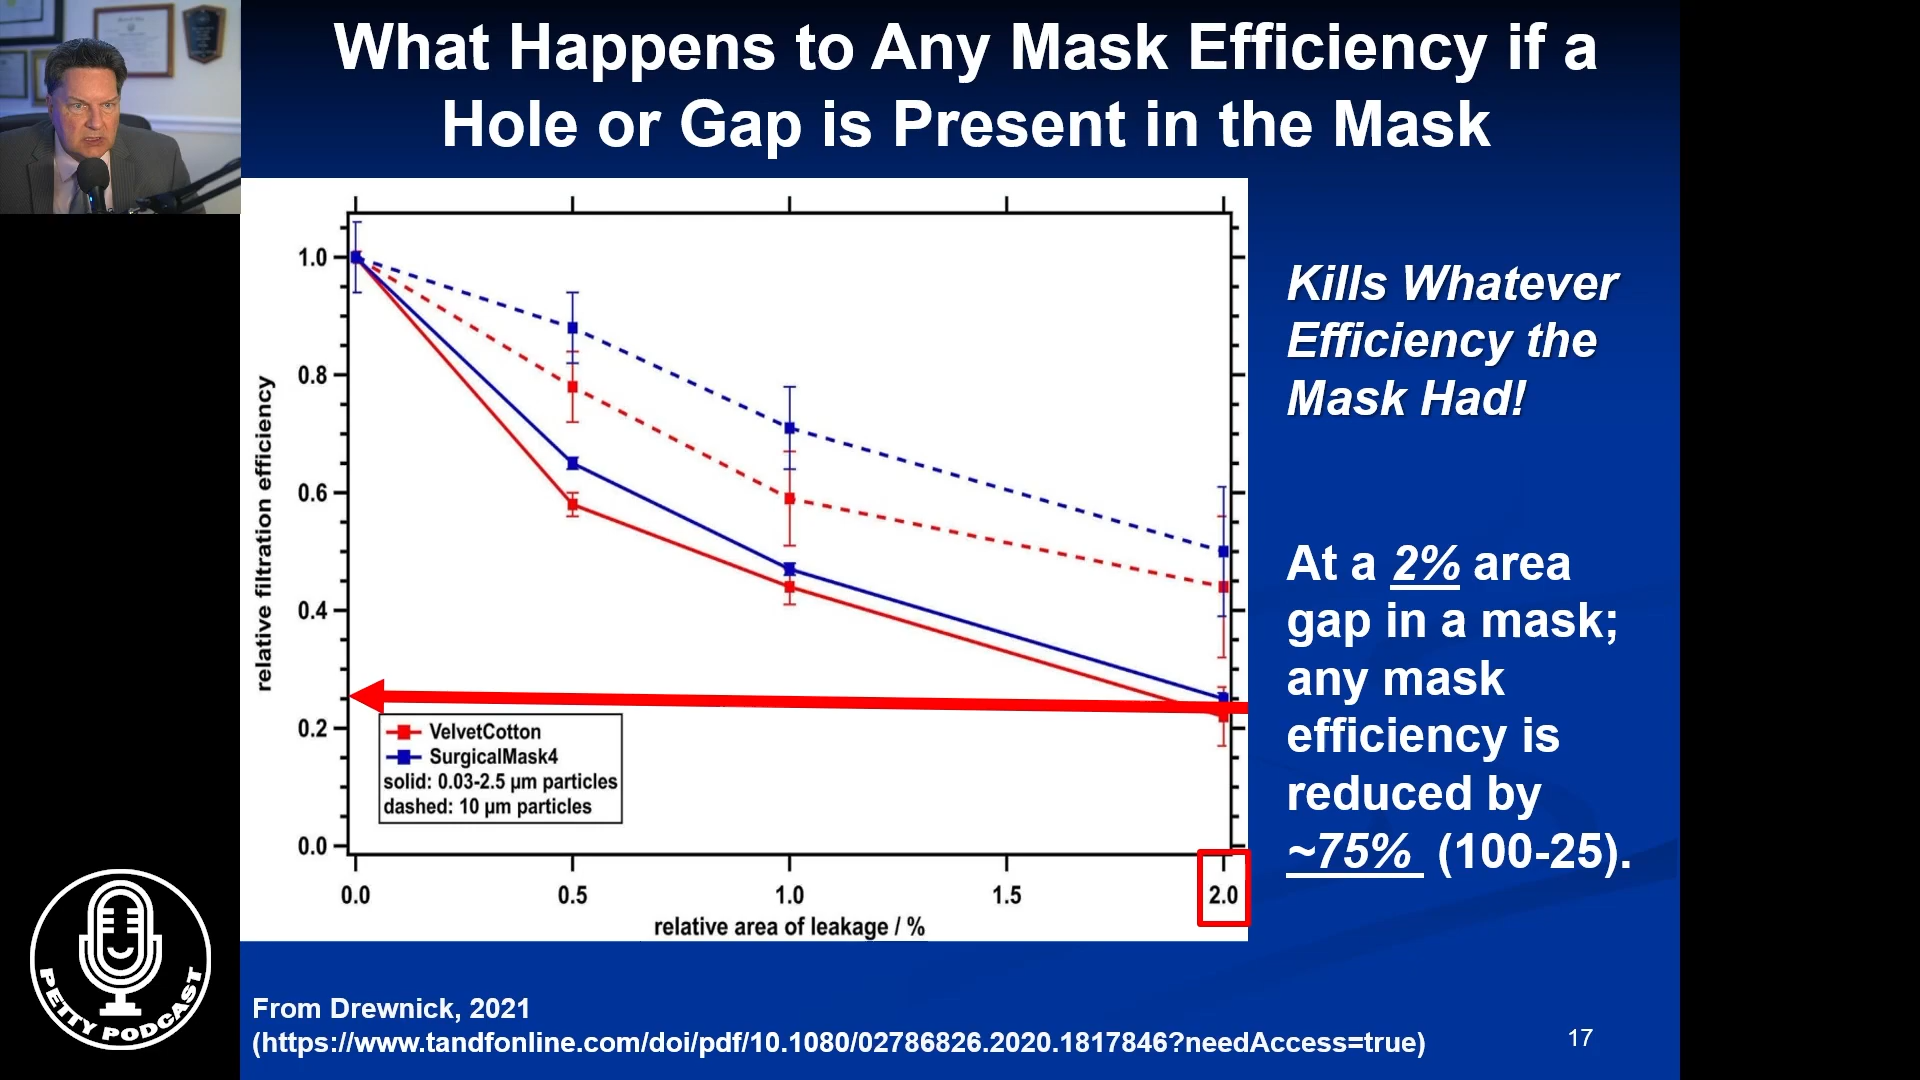 What Happens to Any Mask Efficiency if a
Hole or Gap is Present in the Mask
1.0
0.8
0.6
0.4
0.2
0.0
relative filtration efficiency
VelvetCotton
SurgicalMask4
solid: 0.03-2.5 µm particles
dashed: 10 µm particles
0.0 0.5 1.0 1.5 2.0
relative area of leakage / %
Kills Whatever
Efficiency the
Mask Had!
At a 2% area
gap in a mask;
any mask
efficiency is
reduced by
~75% (100-25).
From Drewnick, 2021
(https://www.tandfonline.com/doi/pdf/10.1080/02786826.2020.1817846?needAccess=true)
17
PETTY PODCAST